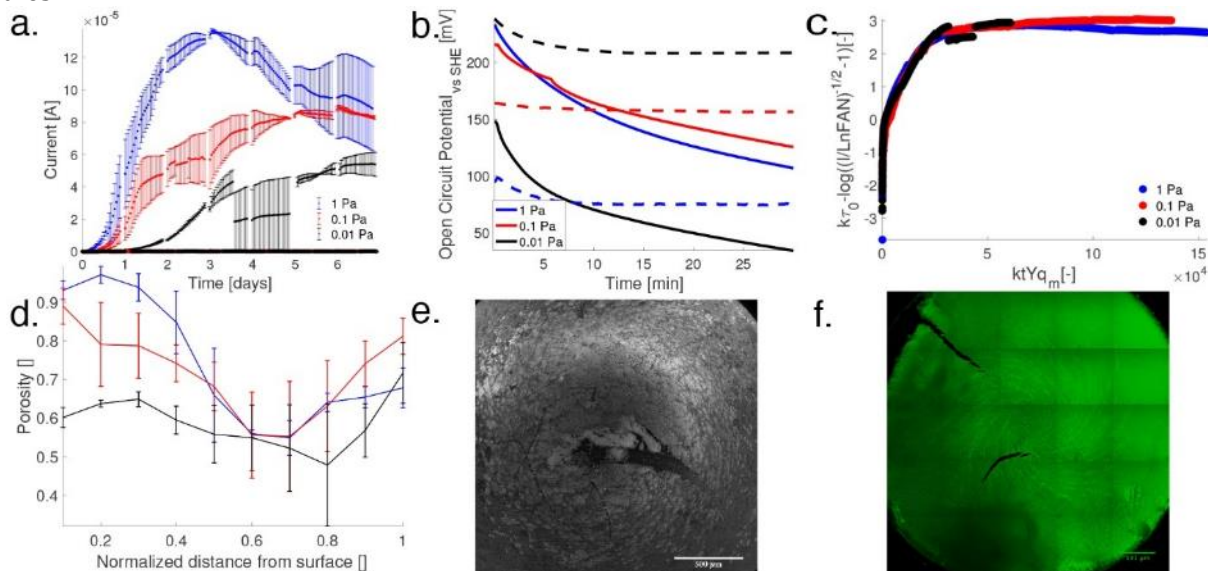 a.
×10⁻⁵
14
12
10
8
6
4
2
0
Current [A]
0 1 2 3 4 5 6
Time [days]
1 Pa
0.1 Pa
0.01 Pa
b.
200
150
100
50
Open Circuit Potential vs SHE [mV]
5 10 15 20 25
Time [min]
1 Pa
0.1 Pa
0.01 Pa
c.
3
2
1
0
-1
-2
-3
kτ₀-log((I/LnFAN)^-1/2 -1)[-]
0 5 10 15
×10⁴
ktYqₘ[-]
1 Pa
0.1 Pa
0.01 Pa
d.
0.9
0.8
0.7
0.6
0.5
0.4
Porosity []
0.2 0.4 0.6 0.8 1
Normalized distance from surface []
e.
500 µm
f.